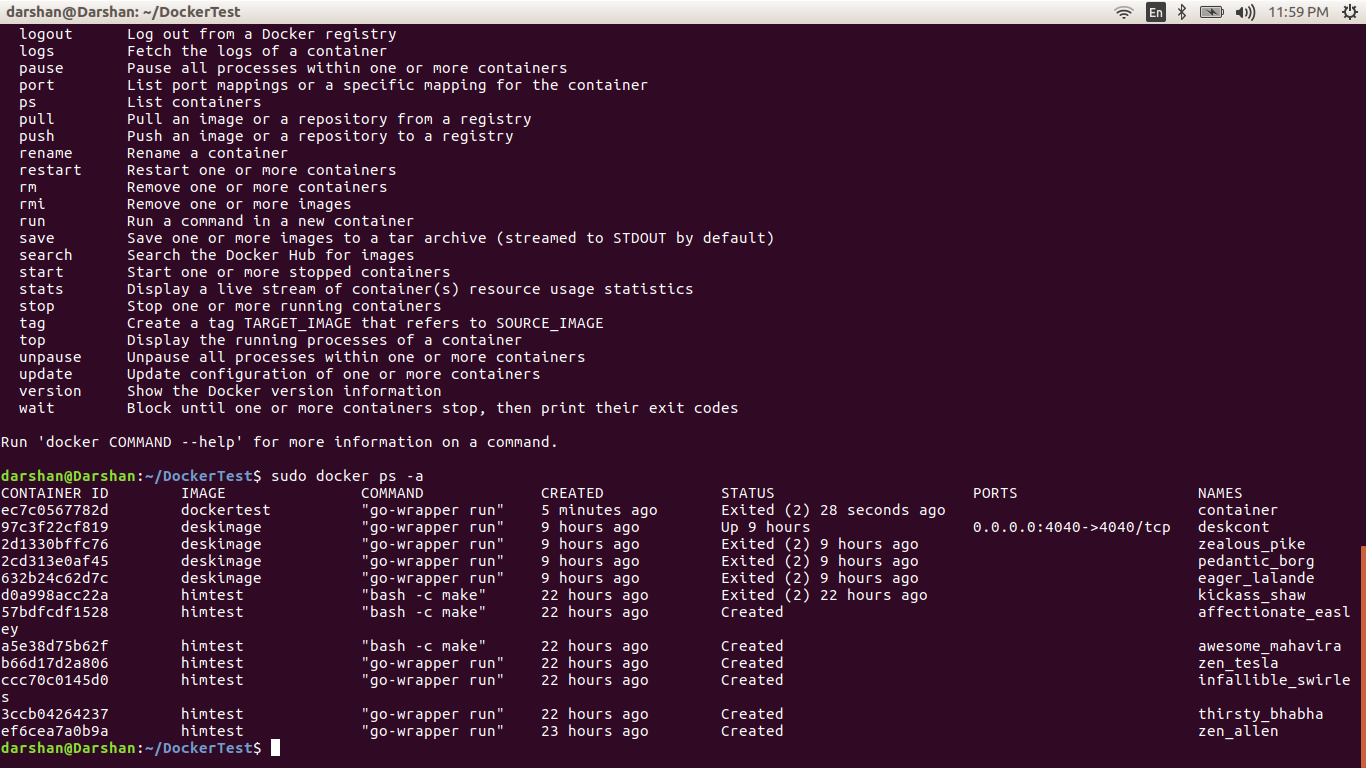 darshan@Darshan: ~/DockerTest En 11:59 PM
logout Log out from a Docker registry
logs Fetch the logs of a container
pause Pause all processes within one or more containers
port List port mappings or a specific mapping for the container
ps List containers
pull Pull an image or a repository from a registry
push Push an image or a repository to a registry
rename Rename a container
restart Restart one or more containers
rm Remove one or more containers
rmi Remove one or more images
run Run a command in a new container
save Save one or more images to a tar archive (streamed to STDOUT by default)
search Search the Docker Hub for images
start Start one or more stopped containers
stats Display a live stream of container(s) resource usage statistics
stop Stop one or more running containers
tag Create a tag TARGET_IMAGE that refers to SOURCE_IMAGE
top Display the running processes of a container
unpause Unpause all processes within one or more containers
update Update configuration of one or more containers
version Show the Docker version information
wait Block until one or more containers stop, then print their exit codes
Run 'docker COMMAND --help' for more information on a command.
darshan@Darshan:~/DockerTest$ sudo docker ps -a
CONTAINER ID IMAGE COMMAND CREATED STATUS PORTS NAMES
ec7c0567782d dockertest "go-wrapper run" 5 minutes ago Exited (2) 28 seconds ago container
97c3f22cf819 deskimage "go-wrapper run" 9 hours ago Up 9 hours 0.0.0.0:4040->4040/tcp deskcont
2d1330bffc76 deskimage "go-wrapper run" 9 hours ago Exited (2) 9 hours ago zealous_pike
2cd313e0af45 deskimage "go-wrapper run" 9 hours ago Exited (2) 9 hours ago pedantic_borg
632b24c62d7c deskimage "go-wrapper run" 9 hours ago Exited (2) 9 hours ago eager_lalande
d0a998acc22a himtest "bash -c make" 22 hours ago Exited (2) 22 hours ago kickass_shaw
57bdfcdf1528 himtest "bash -c make" 22 hours ago Created affectionate_easl
ey
a5e38d75b62f himtest "bash -c make" 22 hours ago Created awesome_mahavira
b66d17d2a806 himtest "go-wrapper run" 22 hours ago Created zen_tesla
ccc70c0145d0 himtest "go-wrapper run" 22 hours ago Created infallible_swirle
s
3ccb04264237 himtest "go-wrapper run" 22 hours ago Created thirsty_bhabha
ef6cea7a0b9a himtest "go-wrapper run" 23 hours ago Created zen_allen
darshan@Darshan:~/DockerTest$